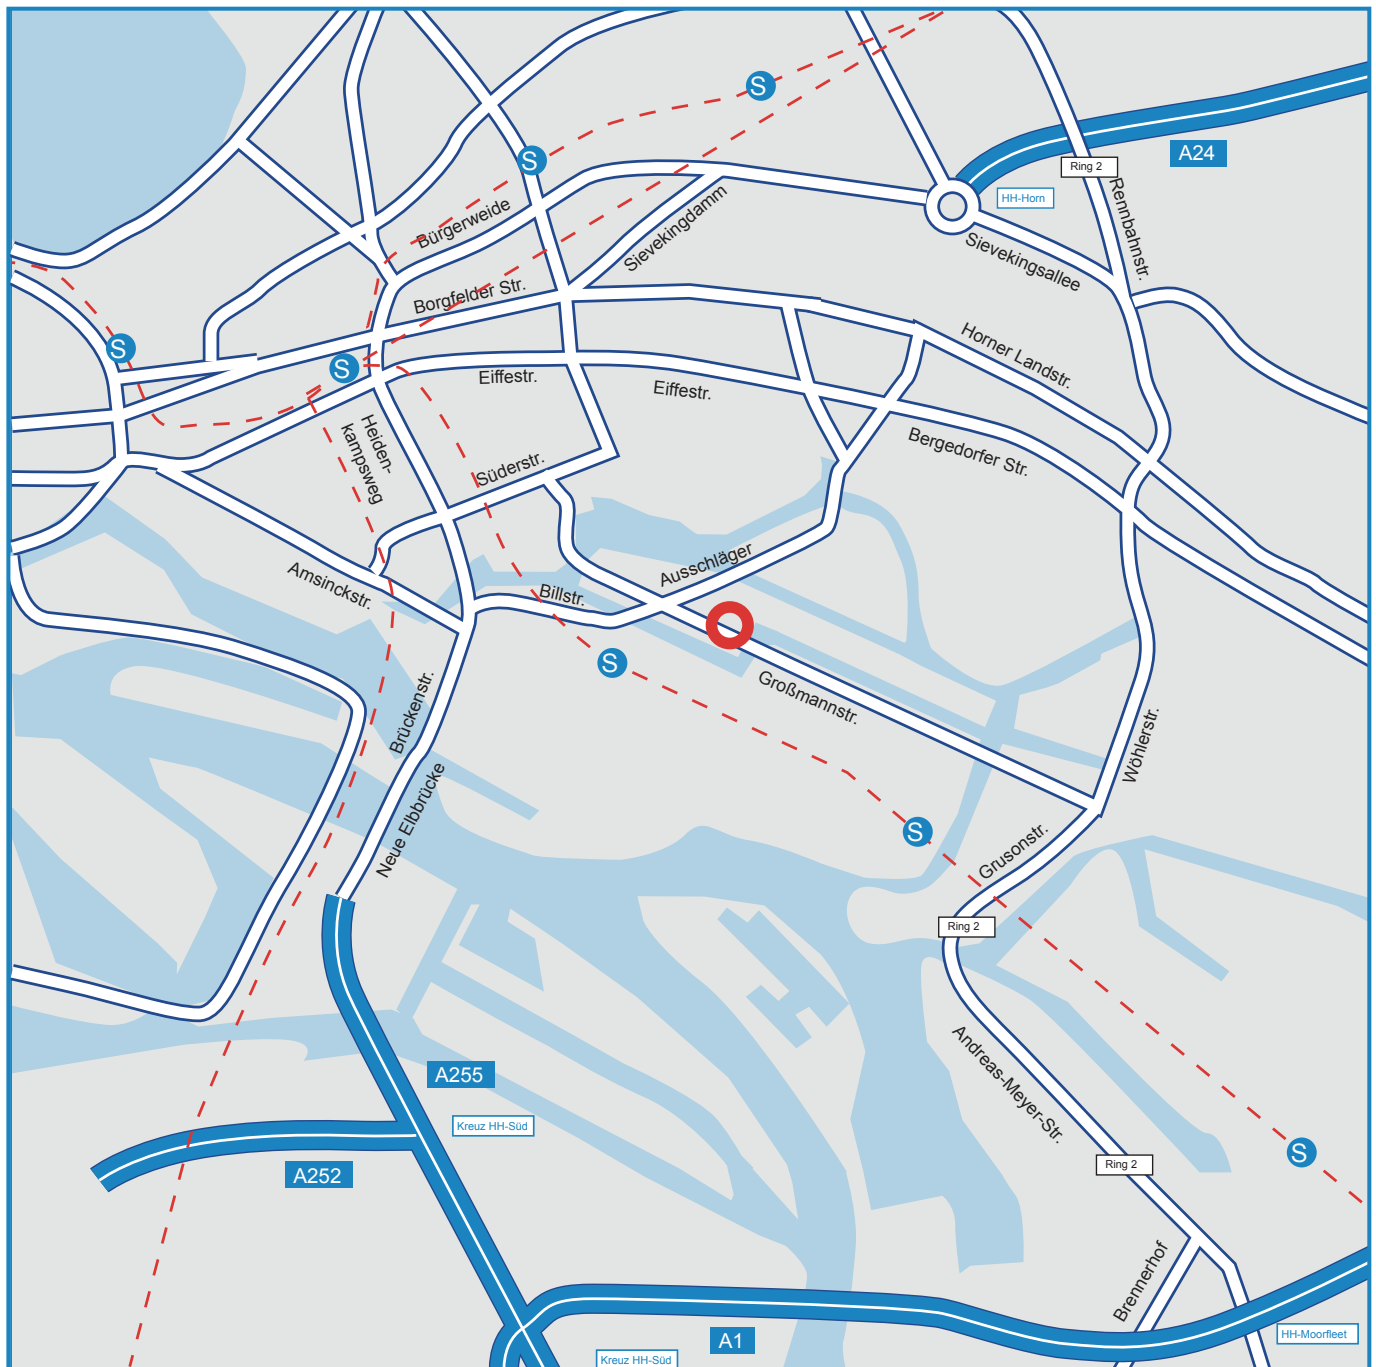 S
S
A24
Ring 2
HH-Horn
Rennbahnstr.
Bürgerweide
Sievekingdamm
Sievekingsallee
Borgfelder Str.
S
S
Horner Landstr.
Eiffestr.
Eiffestr.
Heiden-
kampsweg
Süderstr.
Bergedorfer Str.
Amsinckstr.
Billstr.
Ausschläger
S
Großmannstr.
Brückenstr.
Wöhlerstr.
Neue Elbbrücke
S
Grusonstr.
Ring 2
Andreas-Meyer-Str.
A255
Kreuz HH-Süd
A252
Ring 2
S
Brennerhof
A1
HH-Moorfleet
Kreuz HH-Süd